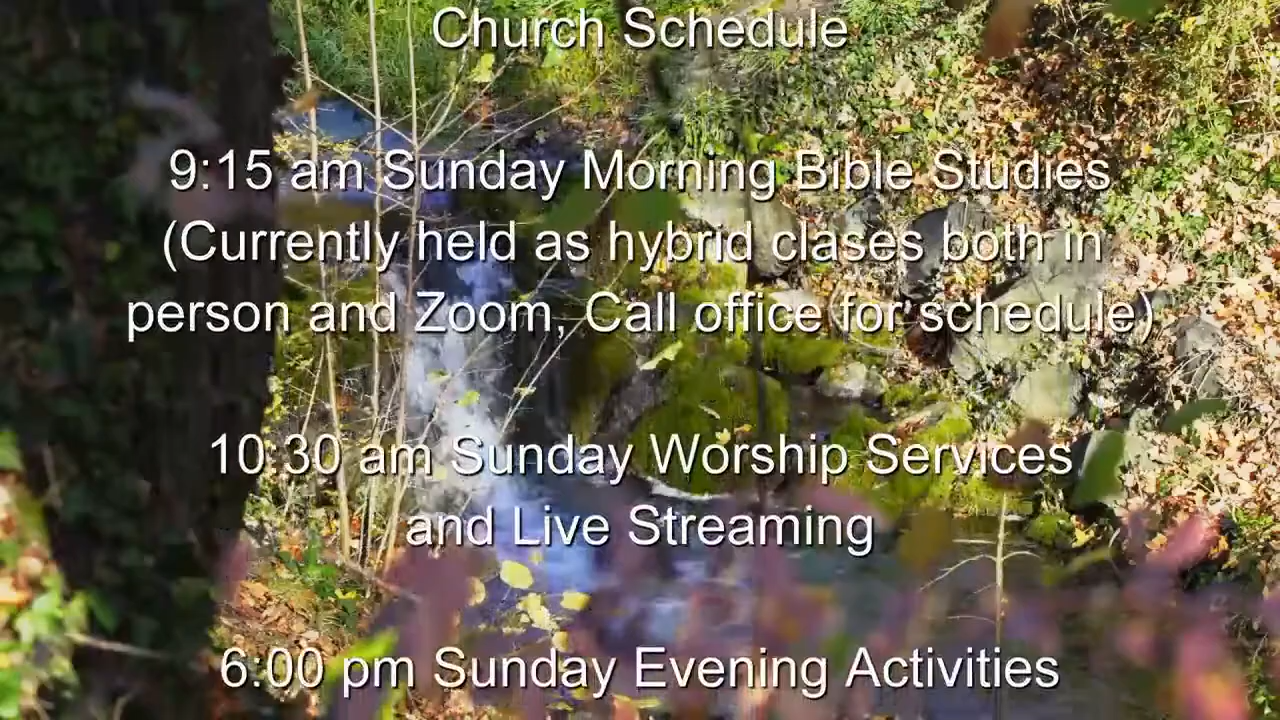 Church Schedule
9:15 am Sunday Morning Bible Studies
(Currently held as hybrid clases both in
person and Zoom, Call office for schedule)
10:30 am Sunday Worship Services
and Live Streaming
6:00 pm Sunday Evening Activities